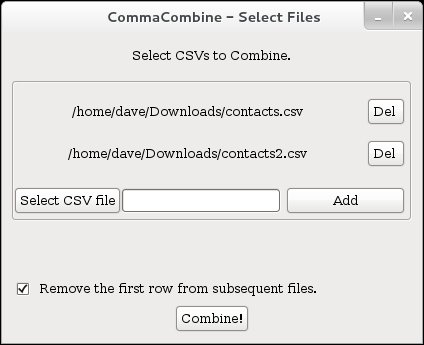 CommaCombine - Select Files
Select CSVs to Combine.
/home/dave/Downloads/contacts.csv Del
/home/dave/Downloads/contacts2.csv Del
Select CSV file Add
Remove the first row from subsequent files.
Combine!